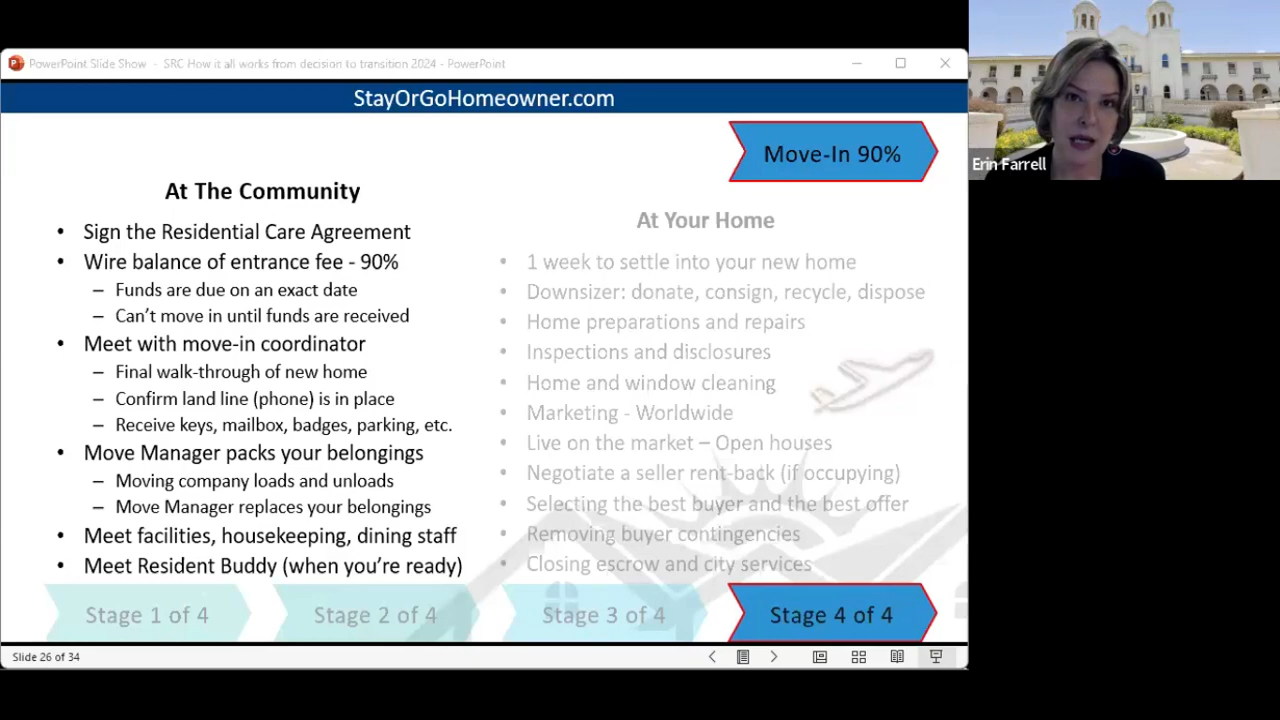 PowerPoint Slide Show - SRC How it all works from decision to transition 2024 - PowerPoint
StayOrGoHomeowner.com
Move-In 90%
At The Community
• Sign the Residential Care Agreement
• Wire balance of entrance fee - 90%
– Funds are due on an exact date
– Can't move in until funds are received
• Meet with move-in coordinator
– Final walk-through of new home
– Confirm land line (phone) is in place
– Receive keys, mailbox, badges, parking, etc.
• Move Manager packs your belongings
– Moving company loads and unloads
– Move Manager replaces your belongings
• Meet facilities, housekeeping, dining staff
• Meet Resident Buddy (when you're ready)
At Your Home
• 1 week to settle into your new home
• Downsizer: donate, consign, recycle, dispose
• Home preparations and repairs
• Inspections and disclosures
• Home and window cleaning
• Marketing - Worldwide
• Live on the market – Open houses
• Negotiate a seller rent-back (if occupying)
• Selecting the best buyer and the best offer
• Removing buyer contingencies
• Closing escrow and city services
Stage 1 of 4
Stage 2 of 4
Stage 3 of 4
Stage 4 of 4
Slide 26 of 34
Erin Farrell